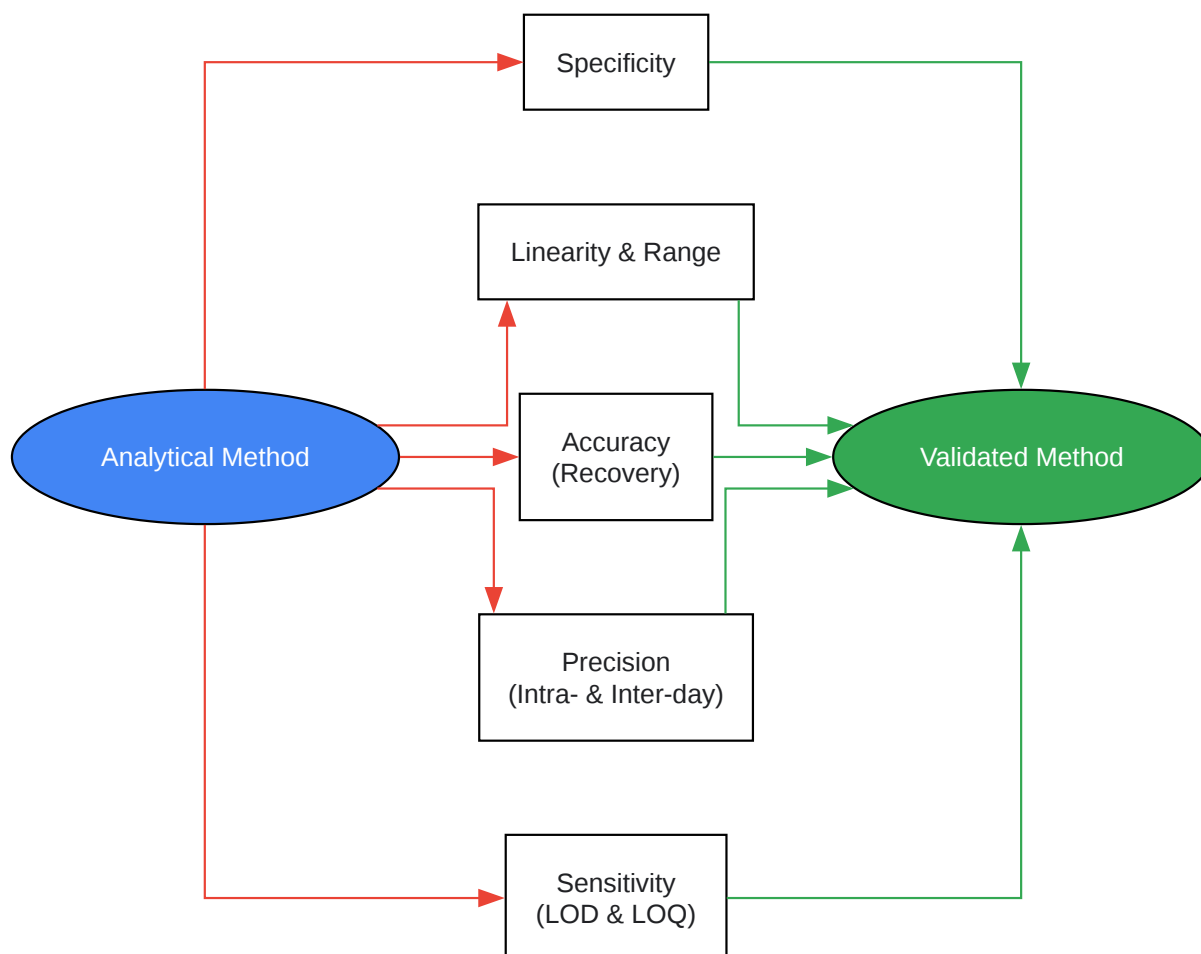 Specificity
Linearity & Range
Analytical Method
Accuracy
(Recovery)
Validated Method
Precision
(Intra- & Inter-day)
Sensitivity
(LOD & LOQ)